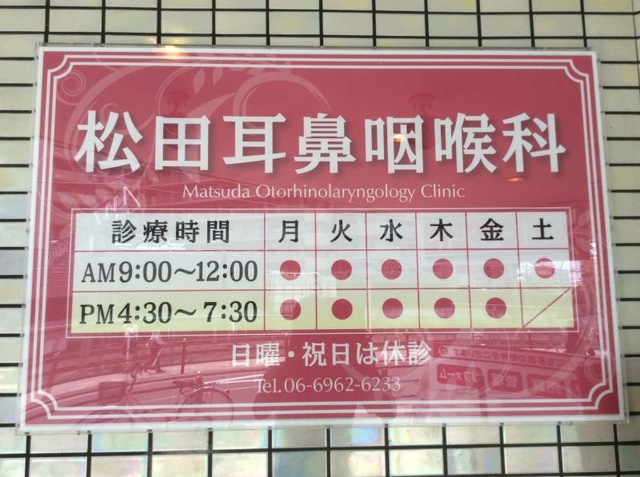 松田耳鼻咽喉科
Matsuda Otorhinolaryngology Clinic
診療時間 月 火 水 木 金 土
AM9:00〜12:00 ● ● ● ● ● ●
PM4:30〜7:30 ● ● ● ● ● ／
日曜・祝日は休診
Tel.06-6962-6233